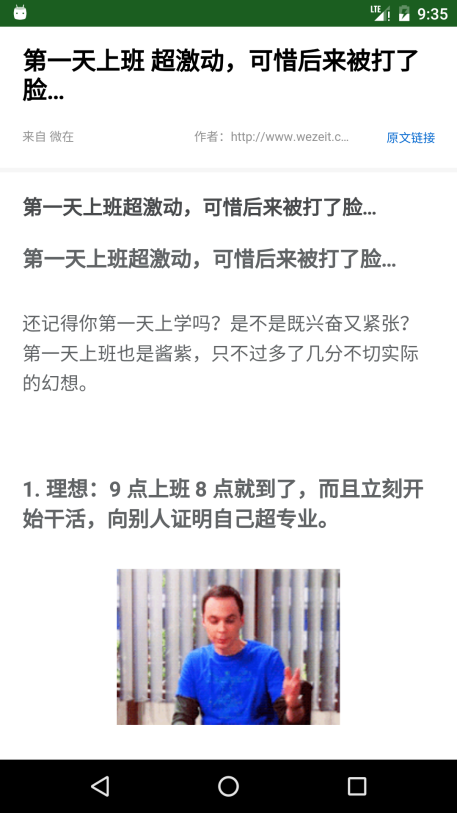 LTE 9:35
第一天上班 超激动，可惜后来被打了
脸…
来自 微在 作者：http://www.wezeit.c… 原文链接
第一天上班超激动，可惜后来被打了脸…
第一天上班超激动，可惜后来被打了脸…
还记得你第一天上学吗？是不是既兴奋又紧张？
第一天上班也是酱紫，只不过多了几分不切实际
的幻想。
1. 理想：9 点上班 8 点就到了，而且立刻开
始干活，向别人证明自己超专业。